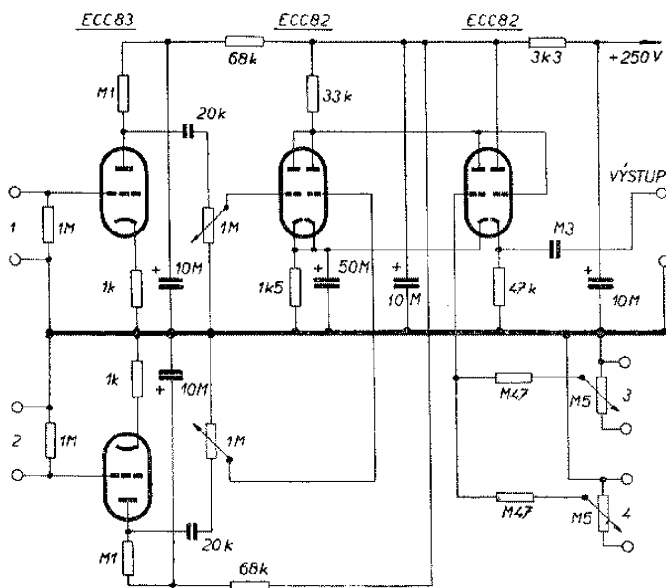 ECC83 ECC82 ECC82
68k 3k3 +250V
M1 20k 33k
VÝSTUP
1 1M 1M M3
10M 50M
1k 1k5 10M 47k 10M
1k 10M
M47 M5 3
2 1M 1M
M47 M5 4
20k
M1 68k